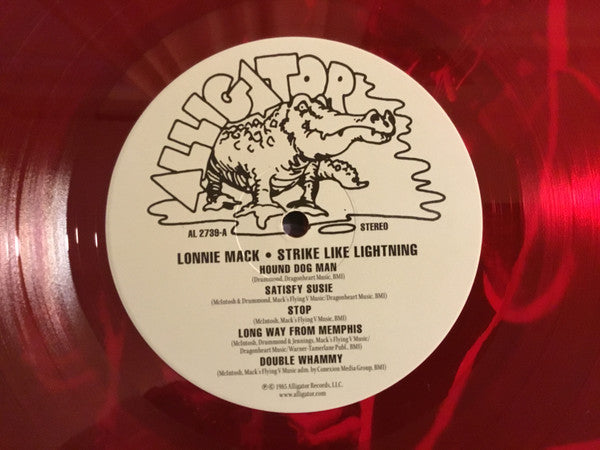 ALLIGATOR
AL 2739-A
STEREO
LONNIE MACK • STRIKE LIKE LIGHTNING
HOUND DOG MAN
(Drummond, Dragonheart Music, BMI)
SATISFY SUSIE
(McIntosh & Drummond, Mack's Flying V Music/Dragonheart Music, BMI)
STOP
(McIntosh, Mack's Flying V Music, BMI)
LONG WAY FROM MEMPHIS
(McIntosh, Drummond & Jennings, Mack's Flying V Music/
Dragonheart Music/Warner-Tamerlane Publ., BMI)
DOUBLE WHAMMY
(McIntosh, Mack's Flying V Music adm. by Conexion Media Group, BMI)
℗ © 1985 Alligator Records, LLC.
www.alligator.com